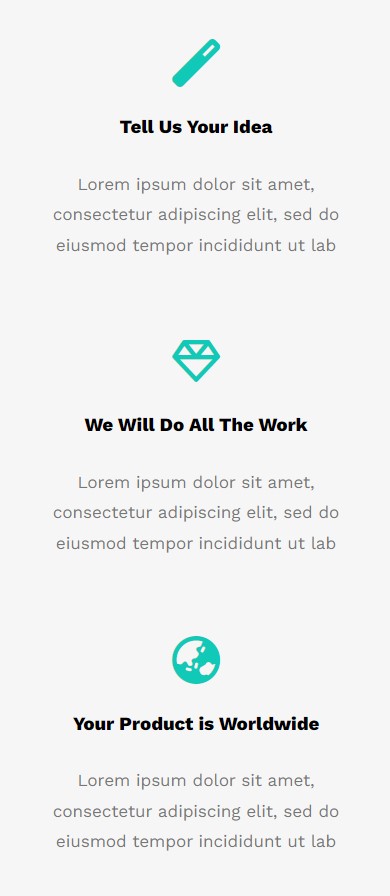 Tell Us Your Idea
Lorem ipsum dolor sit amet,
consectetur adipiscing elit, sed do
eiusmod tempor incididunt ut lab
We Will Do All The Work
Lorem ipsum dolor sit amet,
consectetur adipiscing elit, sed do
eiusmod tempor incididunt ut lab
Your Product is Worldwide
Lorem ipsum dolor sit amet,
consectetur adipiscing elit, sed do
eiusmod tempor incididunt ut lab